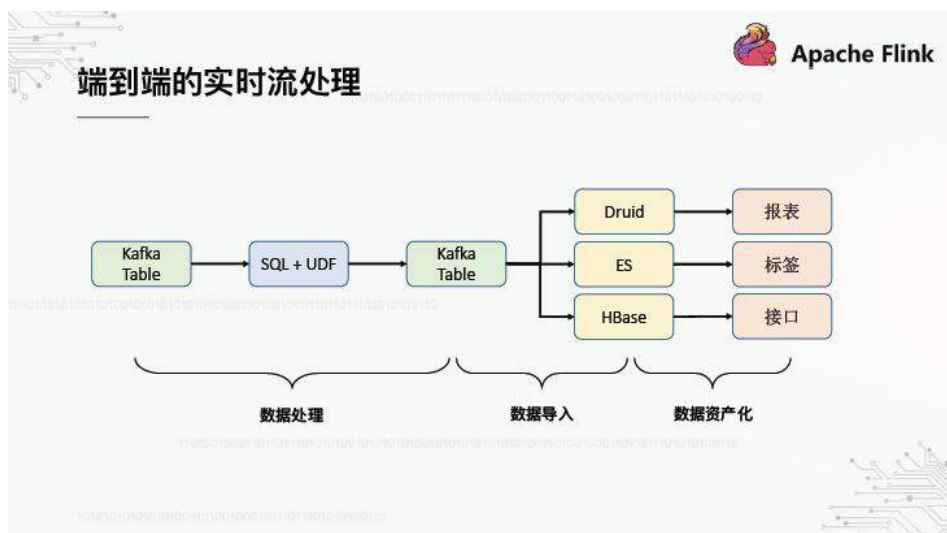 Apache Flink
端到端的实时流处理
Druid
报表
Kafka
Table
SQL + UDF
Kafka
Table
ES
标签
HBase
接口
数据处理
数据导入
数据资产化